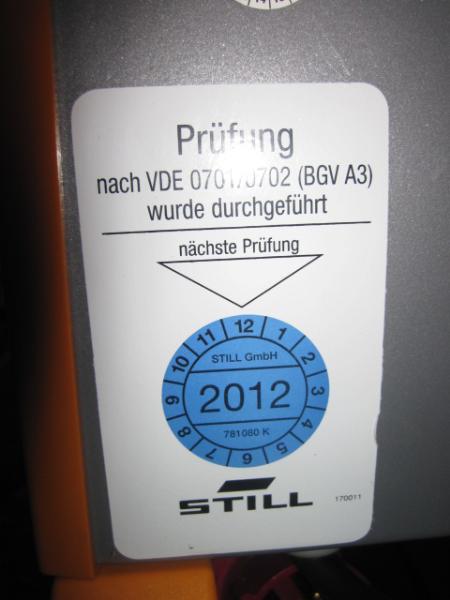 Prüfung
nach VDE 0701/0702 (BGV A3)
wurde durchgeführt
nächste Prüfung
12 1 2 3 4 5 6 7 8 9 10 11
STILL GmbH
2012
781080 K
STILL
170011